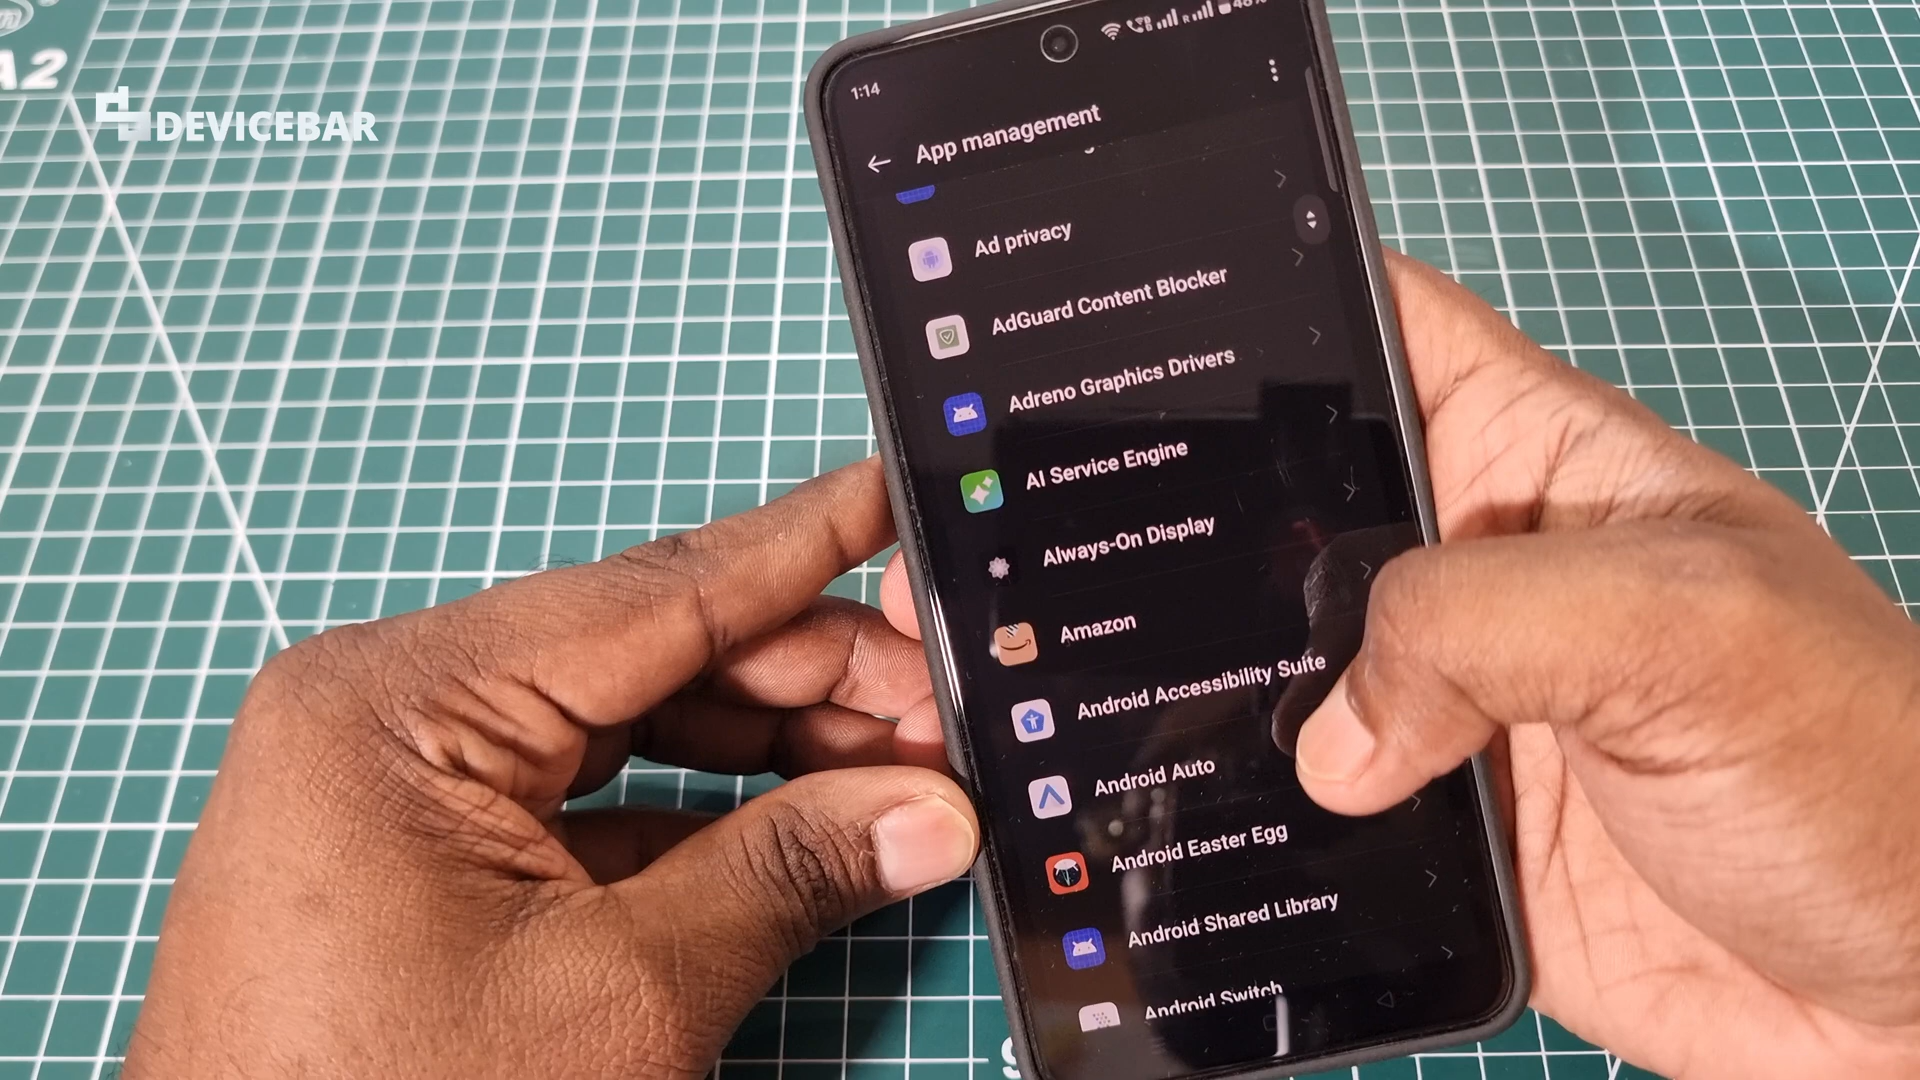 A2
DEVICEBAR
1:14
App management
Ad privacy
AdGuard Content Blocker
Adreno Graphics Drivers
AI Service Engine
Always-On Display
Amazon
Android Accessibility Suite
Android Auto
Android Easter Egg
Android Shared Library
Android Switch